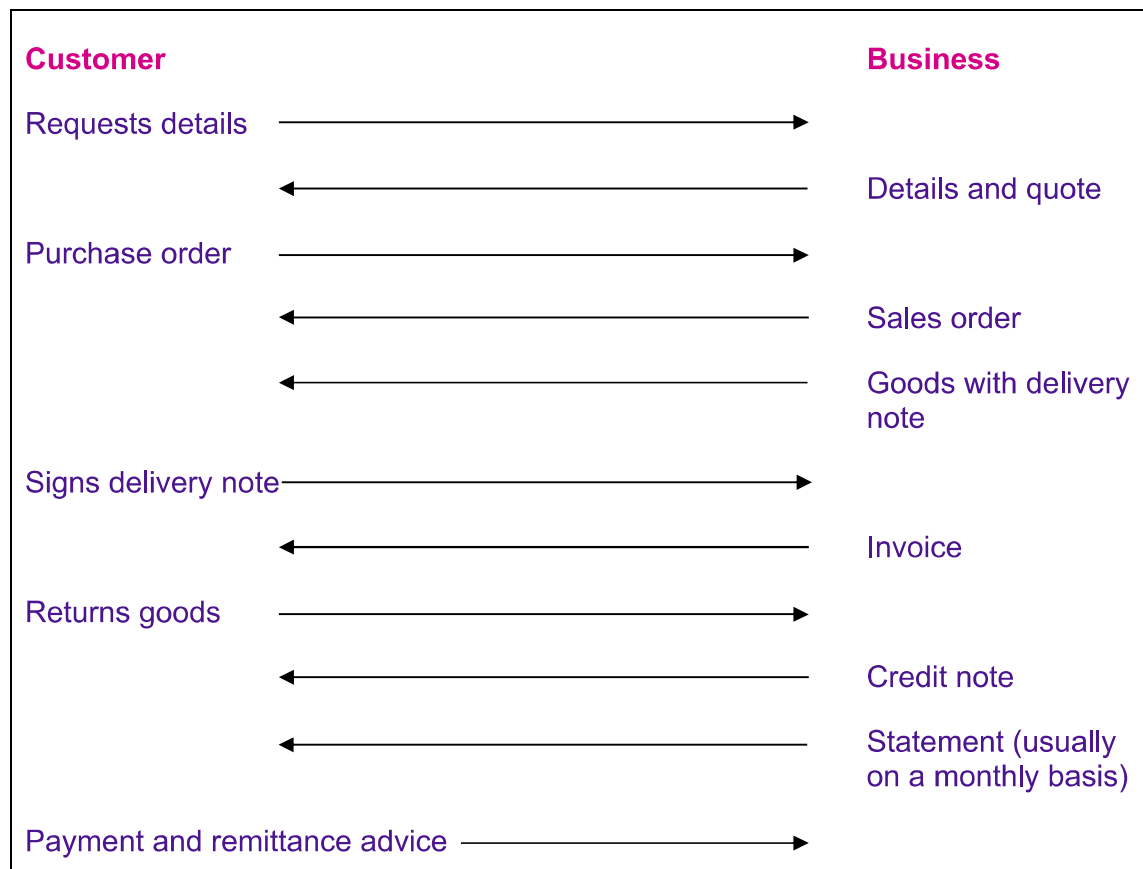 Customer
Business
Requests details
Details and quote
Purchase order
Sales order
Goods with delivery
note
Signs delivery note
Invoice
Returns goods
Credit note
Statement (usually
on a monthly basis)
Payment and remittance advice